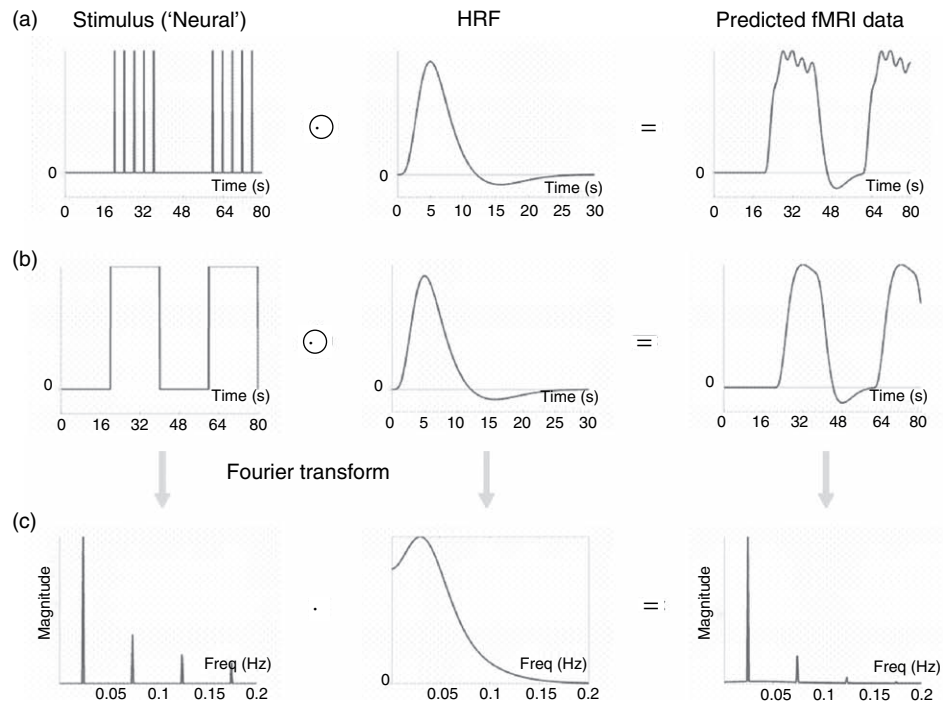 (a) Stimulus (‘Neural’) HRF Predicted fMRI data
0 0 0
Time (s) Time (s) Time (s)
0 16 32 48 64 80 0 5 10 15 20 25 30 0 16 32 48 64 80
=
(b)
0 0 0
Time (s) Time (s) Time (s)
0 16 32 48 64 80 0 5 10 15 20 25 30 0 16 32 48 64 80
=
Fourier transform
(c)
Magnitude Magnitude
. =
Freq (Hz) Freq (Hz) Freq (Hz)
0
0.05 0.1 0.15 0.2 0.05 0.1 0.15 0.2 0.05 0.1 0.15 0.2